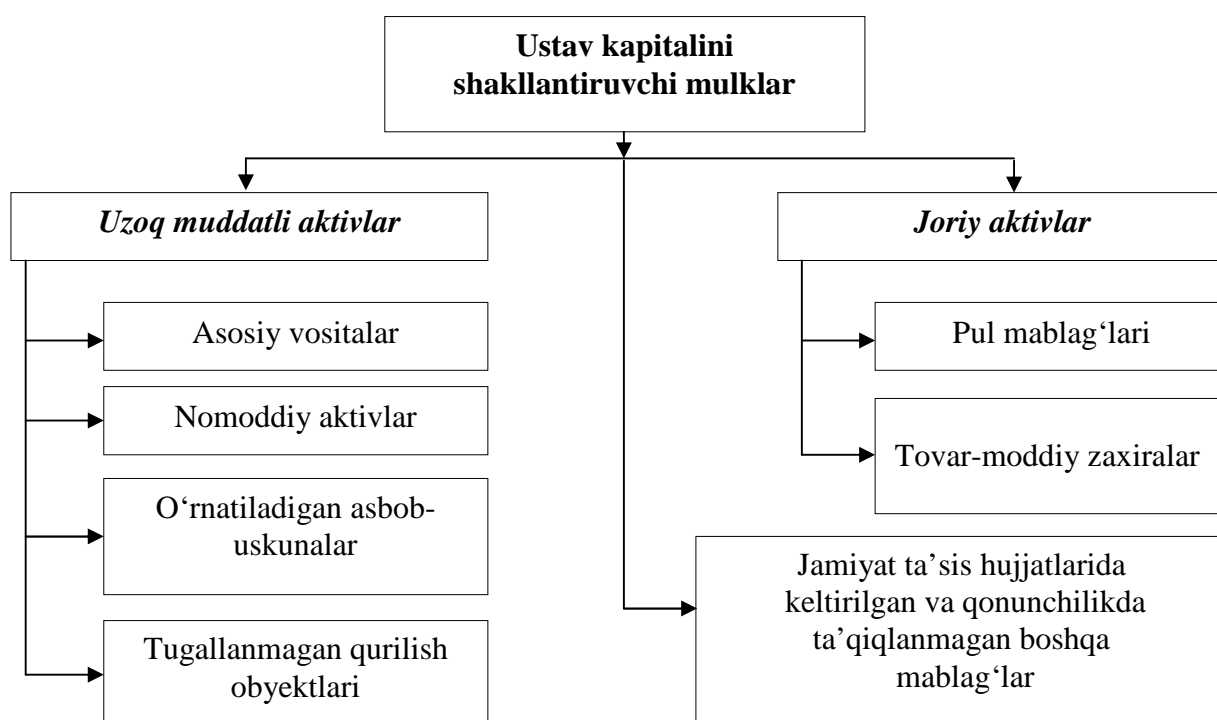 Ustav kapitalini
shakllantiruvchi mulklar
Uzoq muddatli aktivlar
Joriy aktivlar
Asosiy vositalar
Pul mablag‘lari
Nomoddiy aktivlar
Tovar-moddiy zaxiralar
O‘rnatiladigan asbob-
uskunalar
Tugallanmagan qurilish
obyektlari
Jamiyat ta’sis hujjatlarida
keltirilgan va qonunchilikda
ta’qiqlanmagan boshqa
mablag‘lar